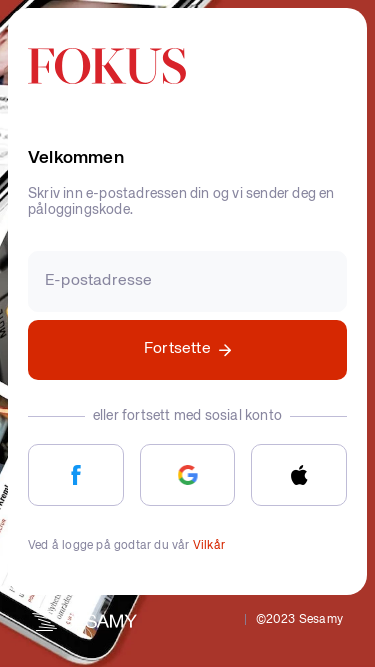 FOKUS
Velkommen
Skriv inn e-postadressen din og vi sender deg en
påloggingskode.
E-postadresse
Fortsette →
eller fortsett med sosial konto
Ved å logge på godtar du vår Vilkår
SAMY
©2023 Sesamy